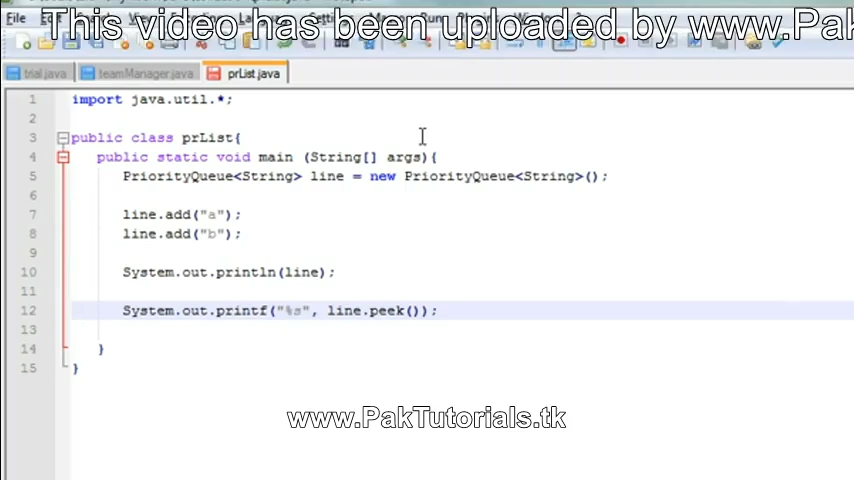 This video has been uploaded by www.Pak
File
trial.java teamManager.java prList.java
1 import java.util.*;
2
3 public class prList{
4 public static void main (String[] args){
5 PriorityQueue<String> line = new PriorityQueue<String>();
6
7 line.add("a");
8 line.add("b");
9
10 System.out.println(line);
11
12 System.out.printf("%s", line.peek());
13
14 }
15 }
www.PakTutorials.tk